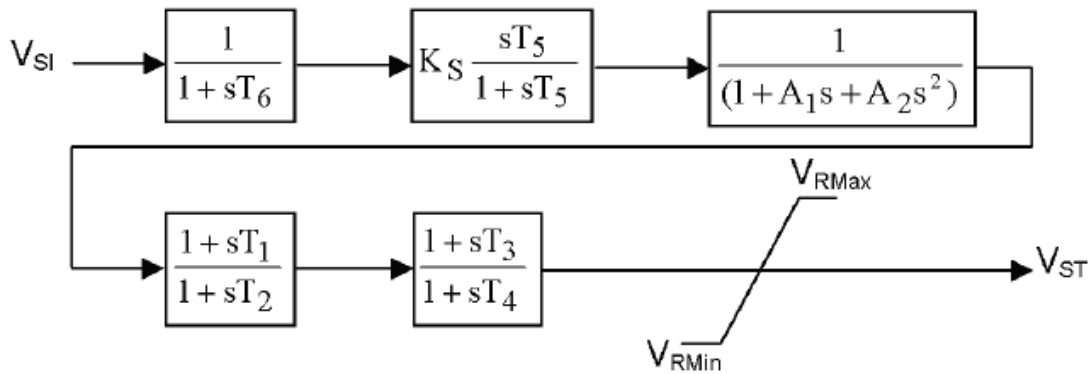 V_SI
1
1 + sT_6
K_S sT_5
1 + sT_5
1
(1 + A_1s + A_2s^2)
V_RMax
1 + sT_1
1 + sT_2
1 + sT_3
1 + sT_4
V_ST
V_RMin